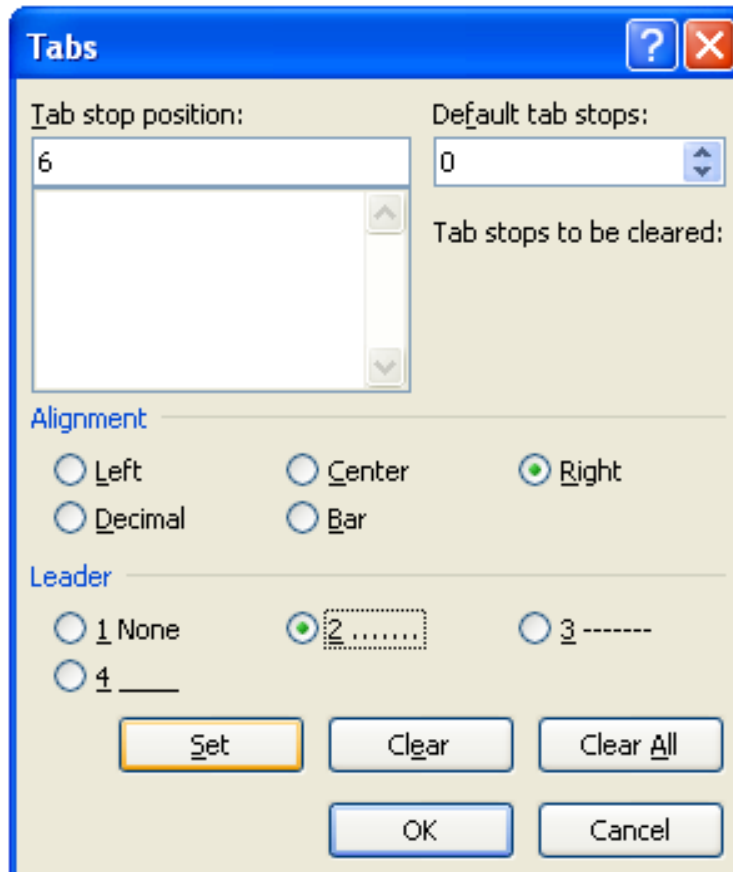 Tabs
Tab stop position: Default tab stops:
6 0
Tab stops to be cleared:
Alignment
Left Center Right
Decimal Bar
Leader
1 None 2 ....... 3 -------
4 ____
Set Clear Clear All
OK Cancel